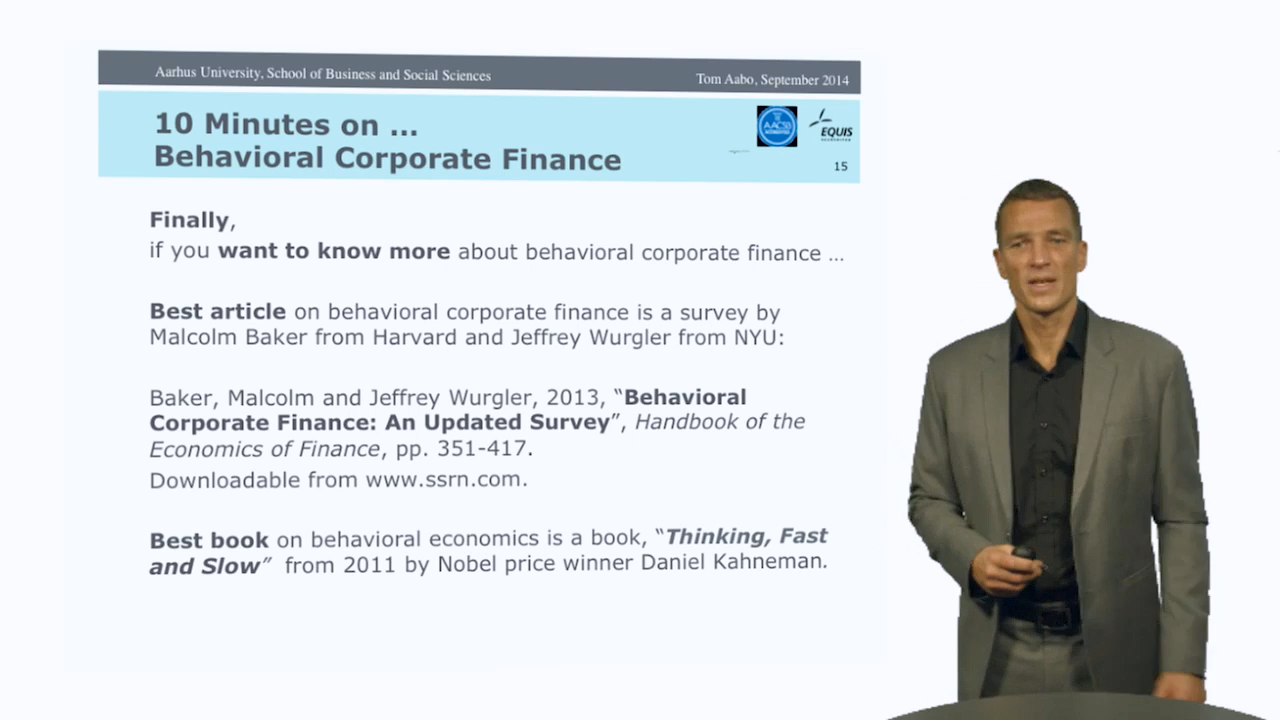 Aarhus University, School of Business and Social Sciences
Tom Aabo, September 2014
10 Minutes on ...
Behavioral Corporate Finance
AACSB
ACCREDITED
EQUIS
ACCREDITED
15
Finally,
if you want to know more about behavioral corporate finance ...
Best article on behavioral corporate finance is a survey by
Malcolm Baker from Harvard and Jeffrey Wurgler from NYU:
Baker, Malcolm and Jeffrey Wurgler, 2013, “Behavioral
Corporate Finance: An Updated Survey”, Handbook of the
Economics of Finance, pp. 351-417.
Downloadable from www.ssrn.com.
Best book on behavioral economics is a book, “Thinking, Fast
and Slow” from 2011 by Nobel price winner Daniel Kahneman.